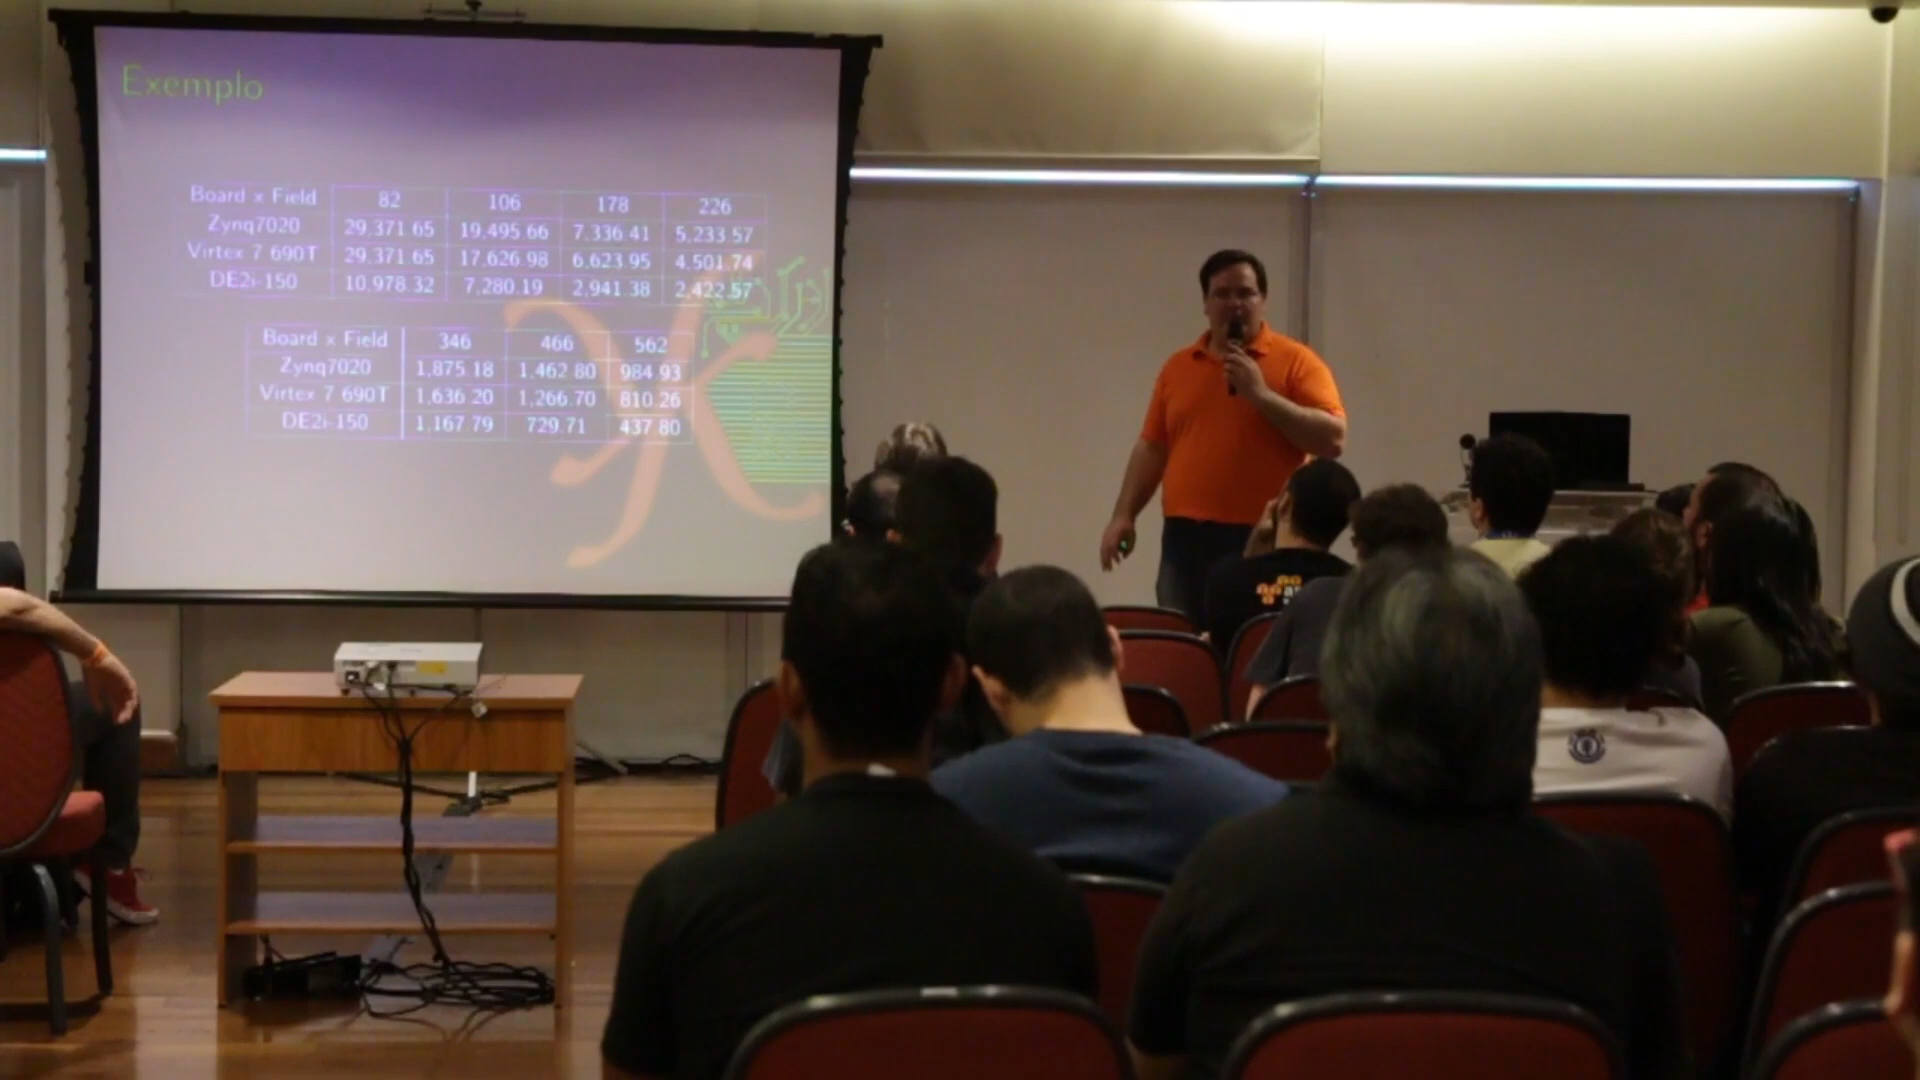 Exemplo
Board x Field 82 106 178 226
Zynq7020 29,371.65 19,495.66 7,336.41 5,233.57
Virtex 7 690T 29,371.65 17,626.98 6,623.95 4,501.74
DE2i-150 10,978.32 7,280.19 2,941.38 2,422.57
Board x Field 346 466 562
Zynq7020 1,875.18 1,462.80 984.93
Virtex 7 690T 1,636.20 1,266.70 810.26
DE2i-150 1,167.79 729.71 437.80